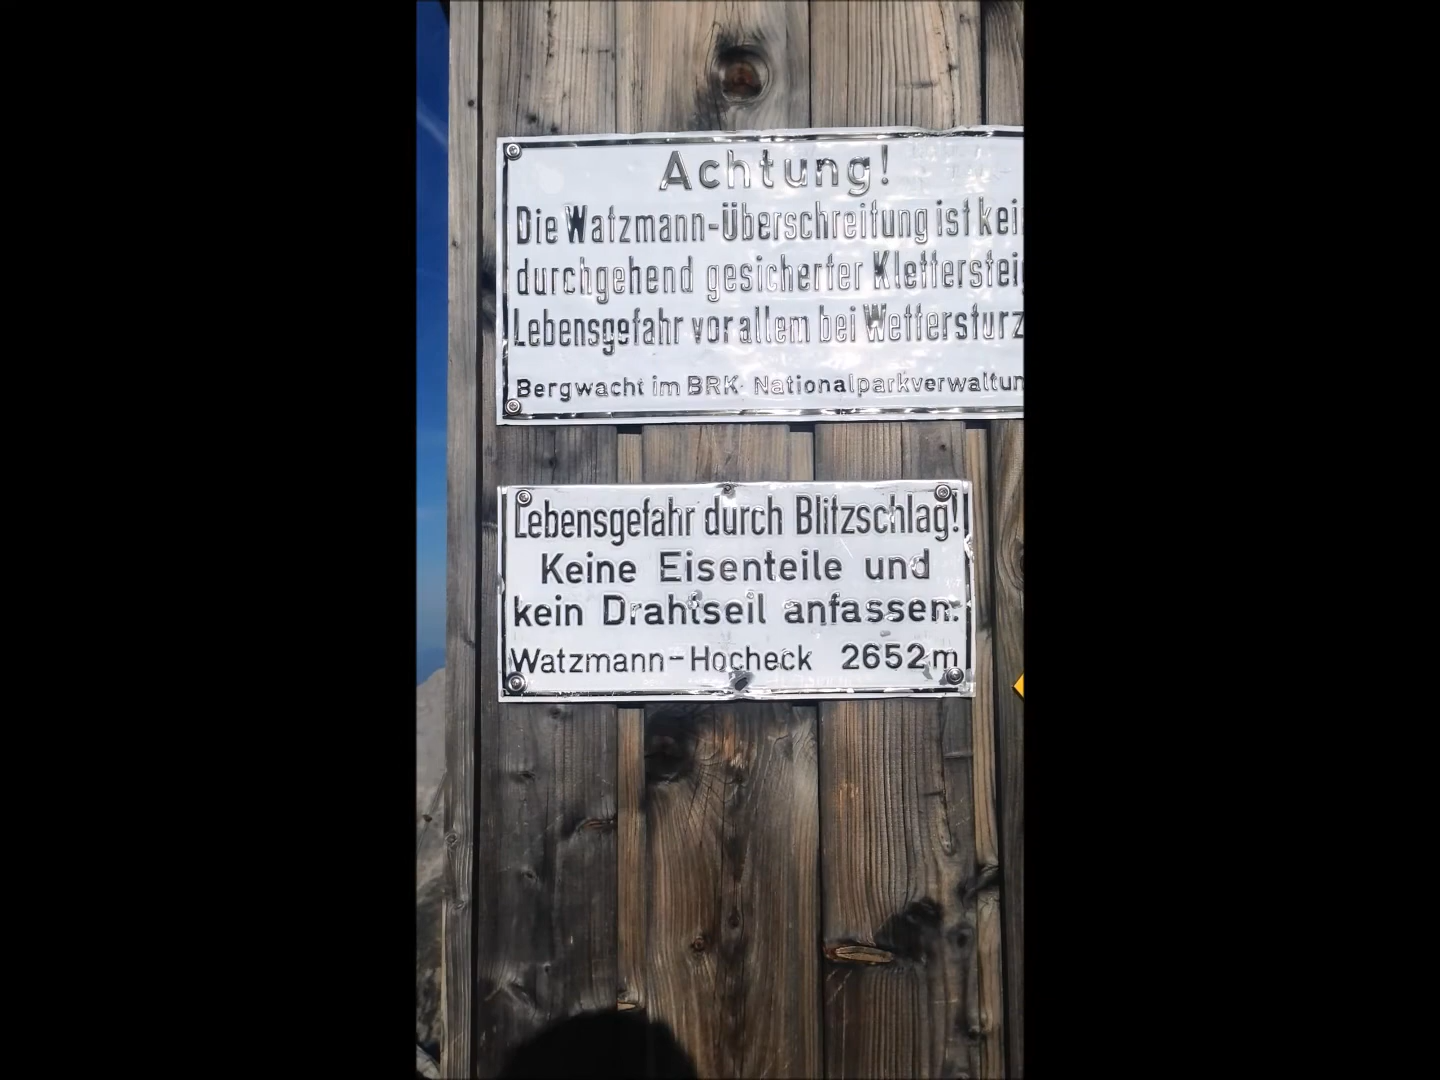 Achtung!
Die Watzmann-Überschreitung ist kei
durchgehend gesicherter Klettersteig
Lebensgefahr vor allem bei Wettersturz
Bergwacht im BRK· Nationalparkverwaltun
Lebensgefahr durch Blitzschlag!
Keine Eisenteile und
kein Drahtseil anfassen.
Watzmann-Hocheck 2652m